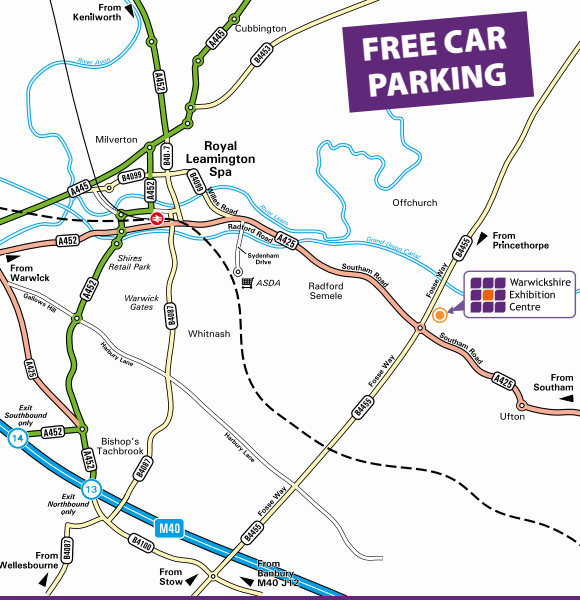 From
Kenilworth
A445
Cubbington
B4453
FREE CAR
PARKING
River Avon
A452
Milverton
B40.7
Royal
Leamington
Spa
B4099
B4099
A445
A452
Willes Road
River Leam
Offchurch
A452
Radford Road
A425
Grand Union Canal
B4455
From
Princethorpe
From
Warwick
Shires
Retail Park
Sydenham
Drive
ASDA
Southam Road
Radford
Semele
Fosse Way
Warwickshire
Exhibition
Centre
Gallows Hill
A452
Warwick
Gates
B4087
Whitnash
Southam Road
Harbury Lane
Fosse Way
A425
A425
From
Southam
Exit
Southbound
only
14
A452
B4455
Ufton
Bishop's
Tachbrook
A452
Harbury Lane
B4087
13
Exit
Northbound
only
Fosse Way
M40
B4455
B4100
B4087
From
Wellesbourne
From
Stow
From
Banbury
M40 J12